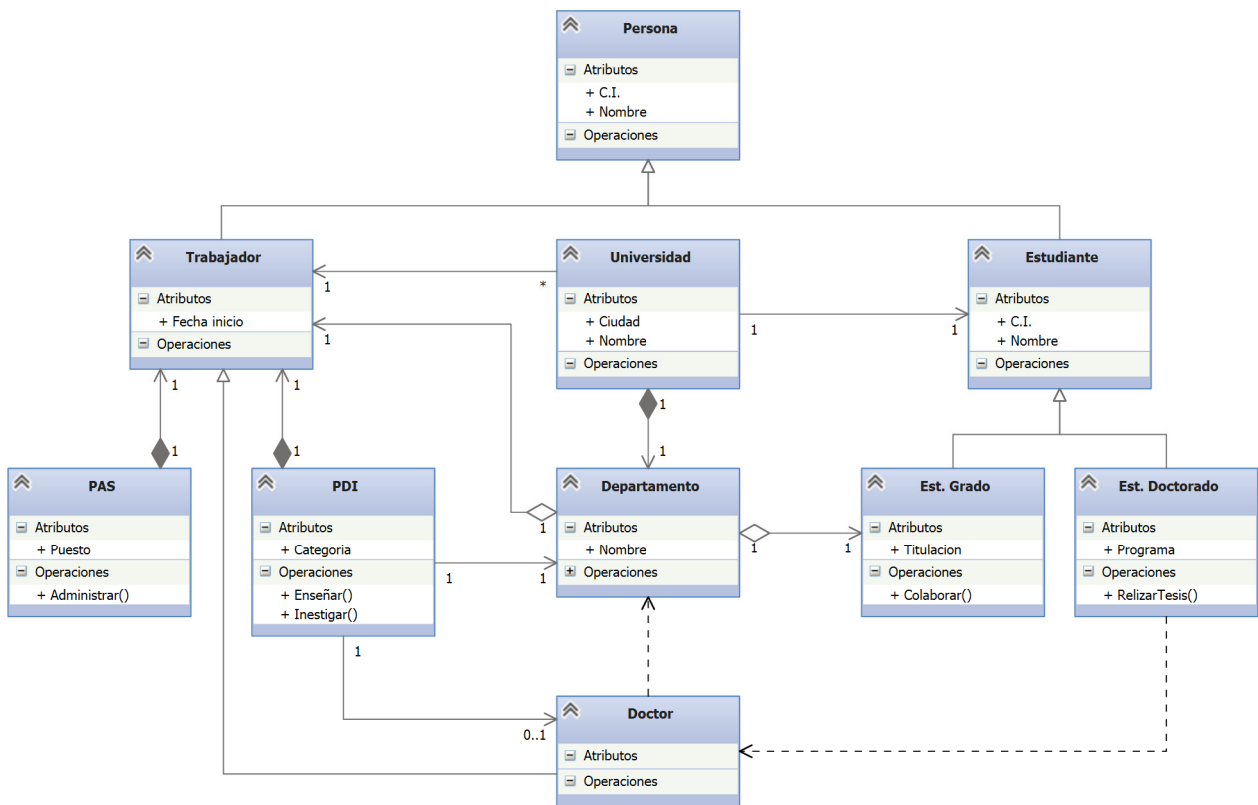 Persona
Atributos
+ C.I.
+ Nombre
Operaciones
Trabajador
Atributos
+ Fecha inicio
Operaciones
1
*
1
Universidad
Atributos
+ Ciudad
+ Nombre
Operaciones
1
1
Estudiante
Atributos
+ C.I.
+ Nombre
Operaciones
1
1
1
1
1
1
PAS
Atributos
+ Puesto
Operaciones
+ Administrar()
PDI
Atributos
+ Categoria
Operaciones
+ Enseñar()
+ Inestigar()
1
1
1
Departamento
Atributos
+ Nombre
Operaciones
1
1
Est. Grado
Atributos
+ Titulacion
Operaciones
+ Colaborar()
Est. Doctorado
Atributos
+ Programa
Operaciones
+ RelizarTesis()
1
0..1
Doctor
Atributos
Operaciones